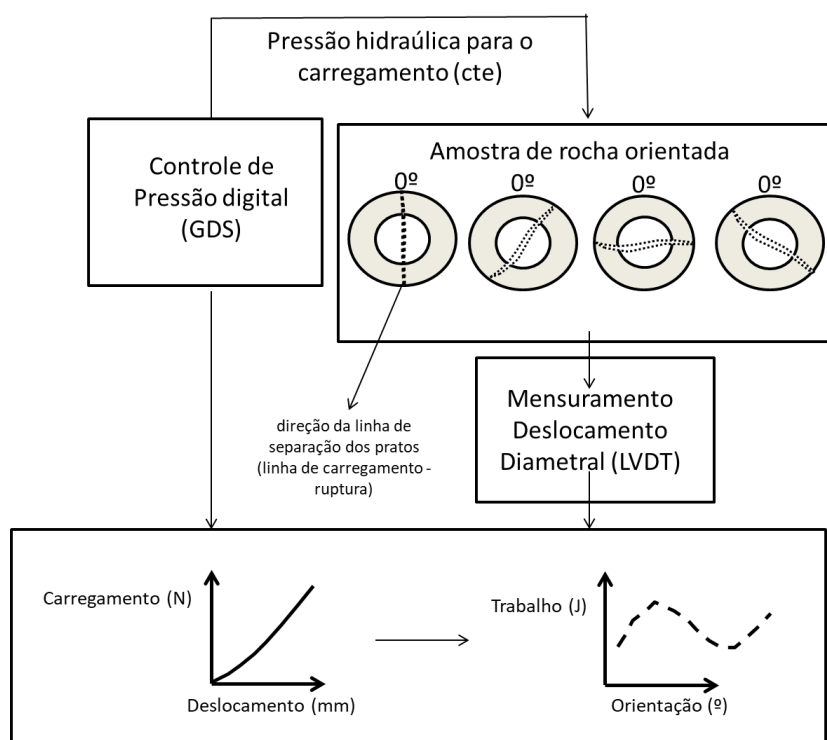 Pressão hidraúlica para o
carregamento (cte)
Controle de
Pressão digital
(GDS)
Amostra de rocha orientada
0º 0º 0º 0º
direção da linha de
separação dos pratos
(linha de carregamento -
ruptura)
Mensuramento
Deslocamento
Diametral (LVDT)
Carregamento (N)
Deslocamento (mm)
Trabalho (J)
Orientação (º)